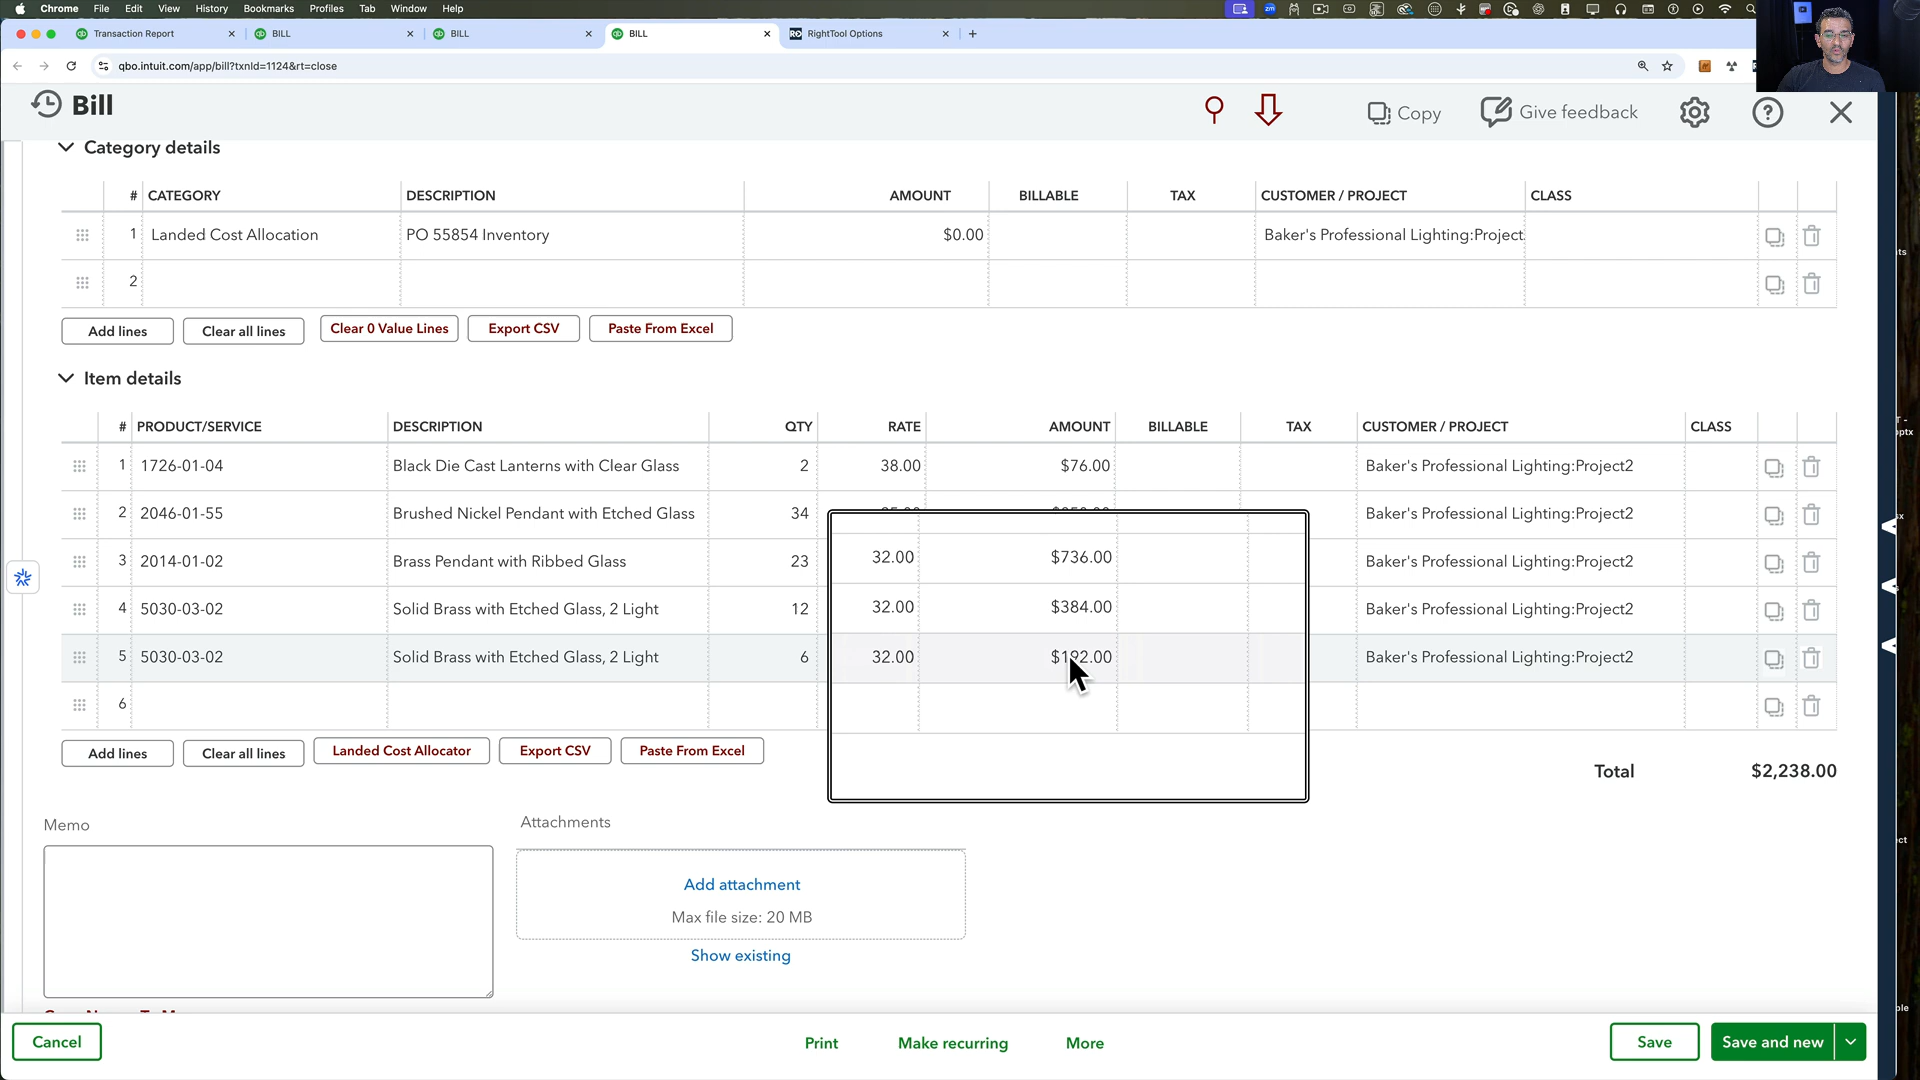 Chrome File Edit View History Bookmarks Profiles Tab Window Help
Transaction Report BILL BILL BILL RightTool Options
qbo.intuit.com/app/bill?txnId=1124&rt=close
Bill
Copy Give feedback
Category details
# CATEGORY DESCRIPTION AMOUNT BILLABLE TAX CUSTOMER / PROJECT CLASS
1 Landed Cost Allocation PO 55854 Inventory $0.00 Baker's Professional Lighting:Project
2
Add lines Clear all lines Clear 0 Value Lines Export CSV Paste From Excel
Item details
# PRODUCT/SERVICE DESCRIPTION QTY RATE AMOUNT BILLABLE TAX CUSTOMER / PROJECT CLASS
1 1726-01-04 Black Die Cast Lanterns with Clear Glass 2 38.00 $76.00 Baker's Professional Lighting:Project2
2 2046-01-55 Brushed Nickel Pendant with Etched Glass 34 Baker's Professional Lighting:Project2
3 2014-01-02 Brass Pendant with Ribbed Glass 23 32.00 $736.00 Baker's Professional Lighting:Project2
4 5030-03-02 Solid Brass with Etched Glass, 2 Light 12 32.00 $384.00 Baker's Professional Lighting:Project2
5 5030-03-02 Solid Brass with Etched Glass, 2 Light 6 32.00 $192.00 Baker's Professional Lighting:Project2
6
Add lines Clear all lines Landed Cost Allocator Export CSV Paste From Excel
Total $2,238.00
Memo
Attachments
Add attachment
Max file size: 20 MB
Show existing
Cancel Print Make recurring More Save Save and new